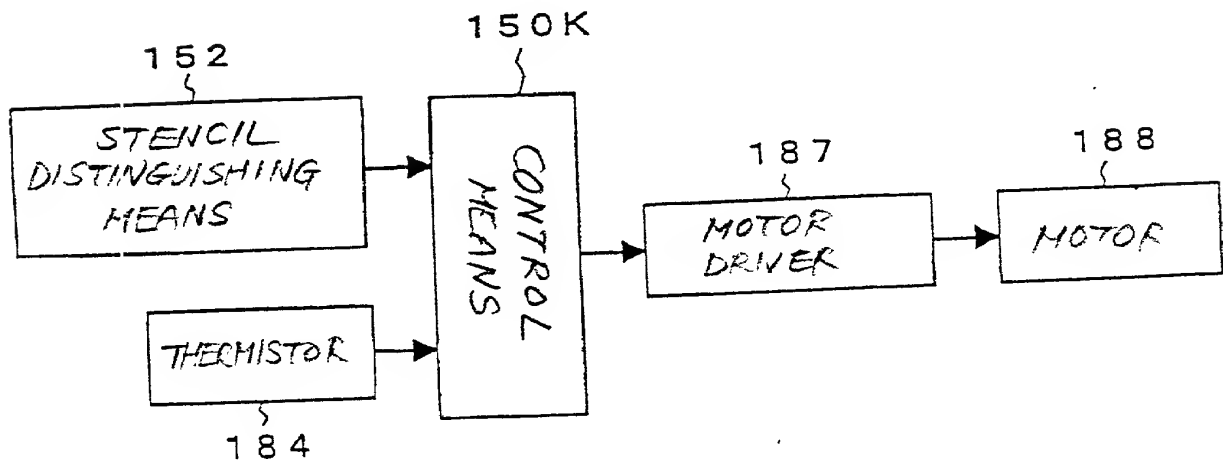 152
STENCIL
DISTINGUISHING
MEANS
150K
CONTROL
MEANS
THERMISTOR
184
187
MOTOR
DRIVER
188
MOTOR